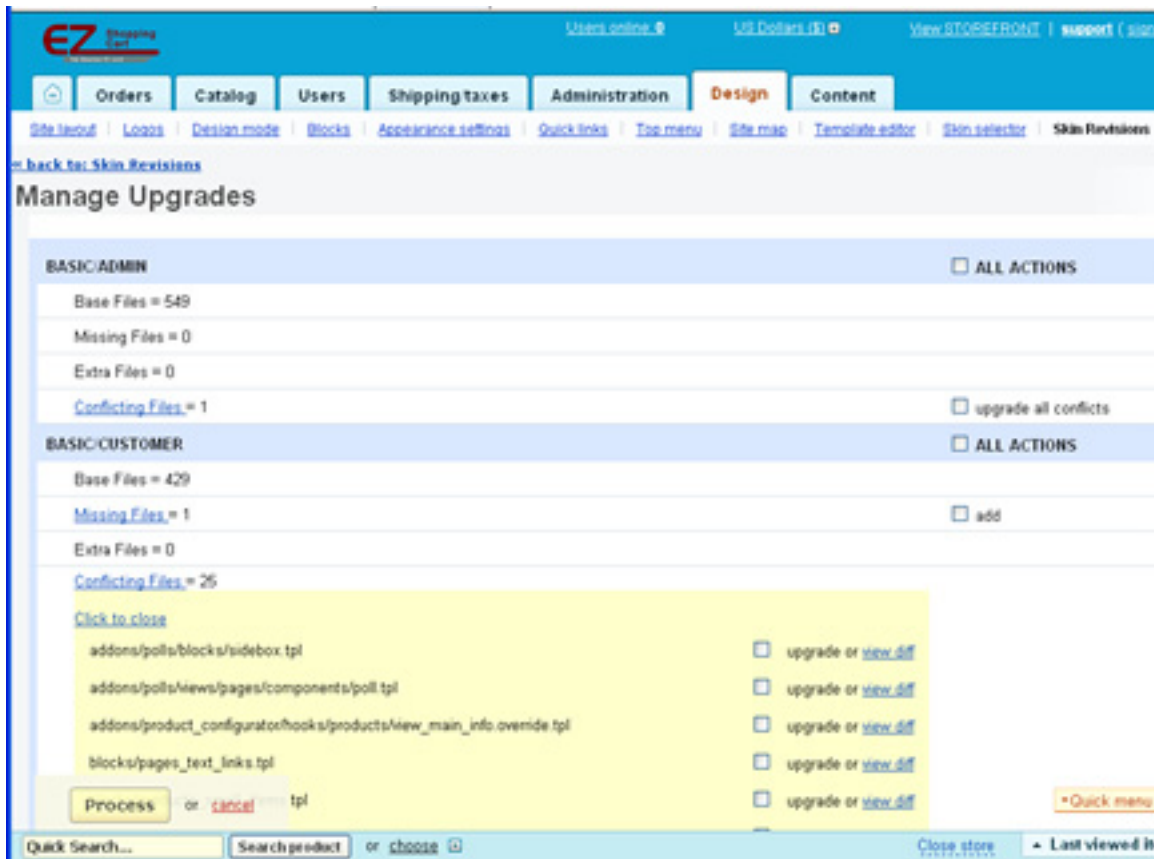 EZ Shopping Cart
Users online: 0 US Dollars ($) View STOREFRONT | support ( sign
Orders Catalog Users Shipping/taxes Administration Design Content
Site layout | Logos | Design mode | Blocks | Appearance settings | Quick links | Top menu | Site map | Template editor | Skin selector | Skin Revisions
« back to: Skin Revisions
Manage Upgrades
BASIC/ADMIN ALL ACTIONS
Base Files = 549
Missing Files = 0
Extra Files = 0
Conflicting Files = 1 upgrade all conflicts
BASIC/CUSTOMER ALL ACTIONS
Base Files = 429
Missing Files = 1 add
Extra Files = 0
Conflicting Files = 25
Click to close
addons/polls/blocks/sidebox.tpl upgrade or view diff
addons/polls/views/pages/components/poll.tpl upgrade or view diff
addons/product_configurator/hooks/products/view_main_info.override.tpl upgrade or view diff
blocks/pages_text_links.tpl upgrade or view diff
.tpl upgrade or view diff
Process or cancel
Quick menu
Quick Search... Search product or choose Close store Last viewed it